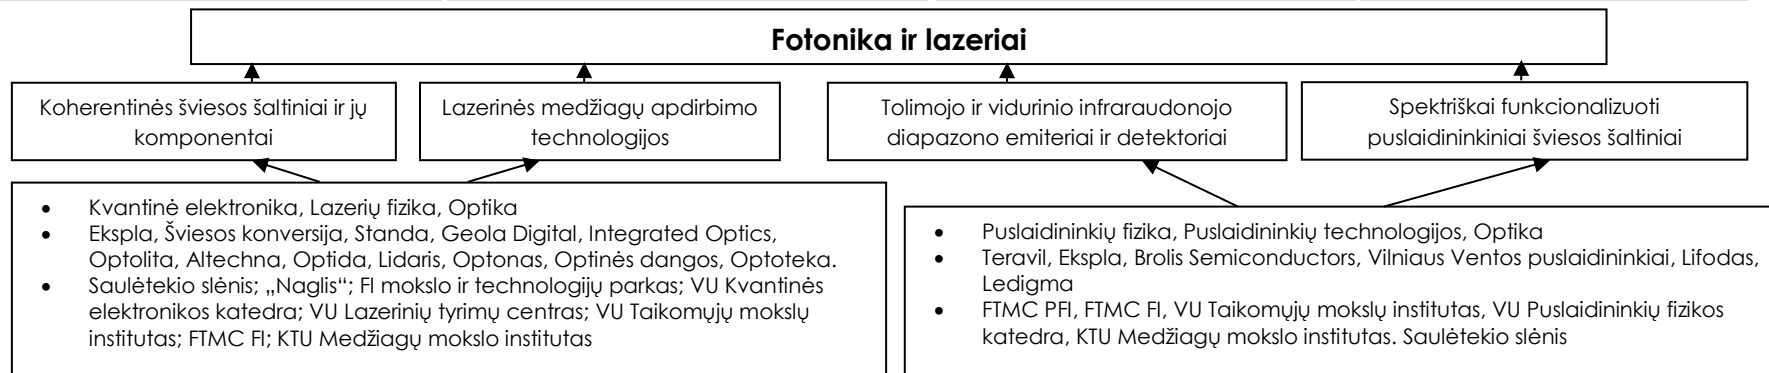 Fotonika ir lazeriai
Koherentinės šviesos šaltiniai ir jų
komponentai
Lazerinės medžiagų apdirbimo
technologijos
Tolimojo ir vidurinio infraraudonojo
diapazono emiteriai ir detektoriai
Spektriškai funkcionalizuoti
puslaidininkiniai šviesos šaltiniai
• Kvantinė elektronika, Lazerių fizika, Optika
• Ekspla, Šviesos konversija, Standa, Geola Digital, Integrated Optics,
Optolita, Altechna, Optida, Lidaris, Optonas, Optinės dangos, Optoteka.
• Saulėtekio slėnis; „Naglis“; FI mokslo ir technologijų parkas; VU Kvantinės
elektronikos katedra; VU Lazerinių tyrimų centras; VU Taikomųjų mokslų
institutas; FTMC FI; KTU Medžiagų mokslo institutas
• Puslaidininkių fizika, Puslaidininkių technologijos, Optika
• Teravil, Ekspla, Brolis Semiconductors, Vilniaus Ventos puslaidininkiai, Lifodas,
Ledigma
• FTMC PFI, FTMC FI, VU Taikomųjų mokslų institutas, VU Puslaidininkių fizikos
katedra, KTU Medžiagų mokslo institutas. Saulėtekio slėnis